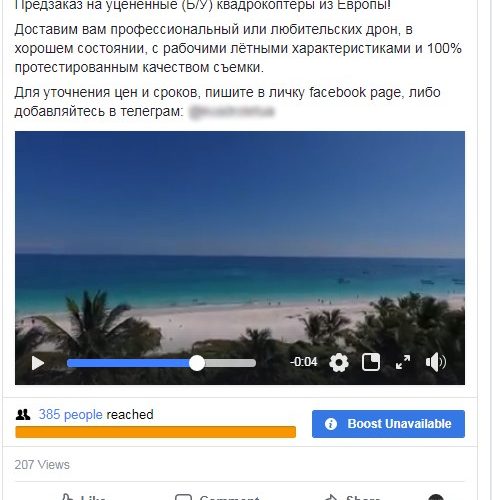 Предзаказ на уцененные (Б/У) квадрокоптеры из Европы!
Доставим вам профессиональный или любительских дрон, в
хорошем состоянии, с рабочими лётными характеристиками и 100%
протестированным качеством съемки.
Для уточнения цен и сроков, пишите в личку facebook page, либо
добавляйтесь в телеграм:
-0:04
385 people reached
Boost Unavailable
207 Views
Like
Comment
Share